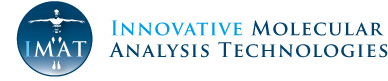 IMAT
INNOVATIVE MOLECULAR
ANALYSIS TECHNOLOGIES